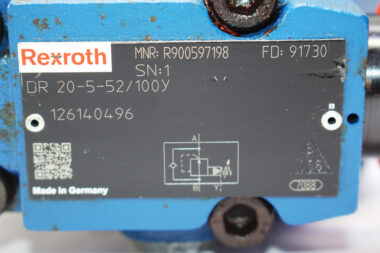 Rexroth
MNR: R900597198 FD: 91730
SN:1
DR 20-5-52/100Y
126140496
A
B Y
Made in Germany
7088